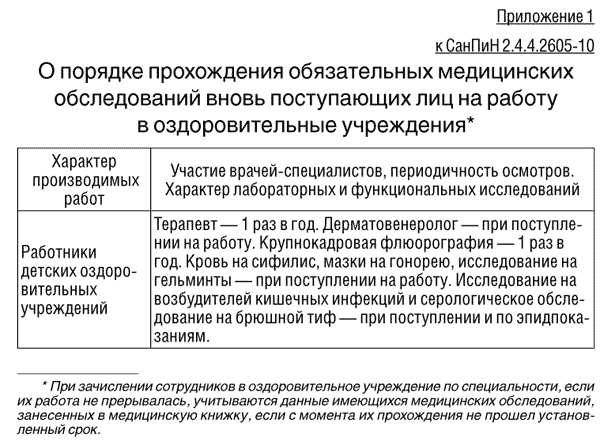 Приложение 1
к СанПиН 2.4.4.2605-10
О порядке прохождения обязательных медицинских
обследований вновь поступающих лиц на работу
в оздоровительные учреждения*
Характер
производимых
работ
Участие врачей-специалистов, периодичность осмотров.
Характер лабораторных и функциональных исследований
Работники
детских оздоро-
вительных
учреждений
Терапевт — 1 раз в год. Дерматовенеролог — при поступле-
нии на работу. Крупнокадровая флюорография — 1 раз в
год. Кровь на сифилис, мазки на гонорею, исследование на
гельминты — при поступлении на работу. Исследование на
возбудителей кишечных инфекций и серологическое обсле-
дование на брюшной тиф — при поступлении и по эпидпока-
заниям.
* При зачислении сотрудников в оздоровительное учреждение по специальности, если
их работа не прерывалась, учитываются данные имеющихся медицинских обследований,
занесенных в медицинскую книжку, если с момента их прохождения не прошел установ-
ленный срок.